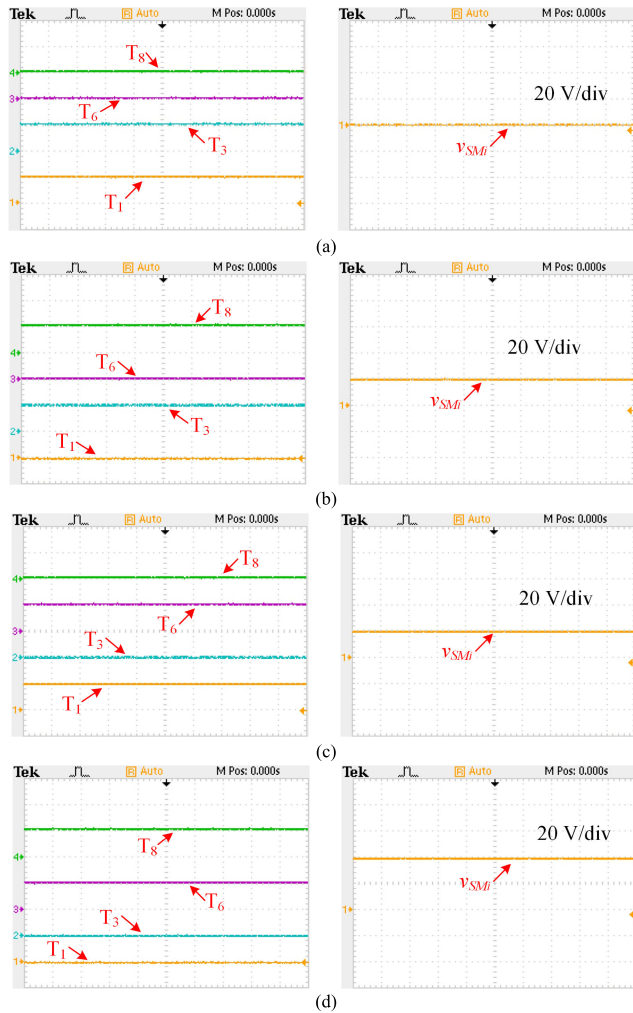 Tek R Auto M Pos: 0.000s
T8
4
3
T6
T3
2
T1
1
Tek R Auto M Pos: 0.000s
20 V/div
1
vSMi
(a)
Tek R Auto M Pos: 0.000s
T8
4
T6
3
T3
2
T1
1
Tek R Auto M Pos: 0.000s
20 V/div
vSMi
1
(b)
Tek R Auto M Pos: 0.000s
T8
4
T6
3
T3
2
T1
1
Tek R Auto M Pos: 0.000s
20 V/div
vSMi
1
(c)
Tek R Auto M Pos: 0.000s
T8
4
T6
3
T3
2
T1
1
Tek R Auto M Pos: 0.000s
20 V/div
vSMi
1
(d)